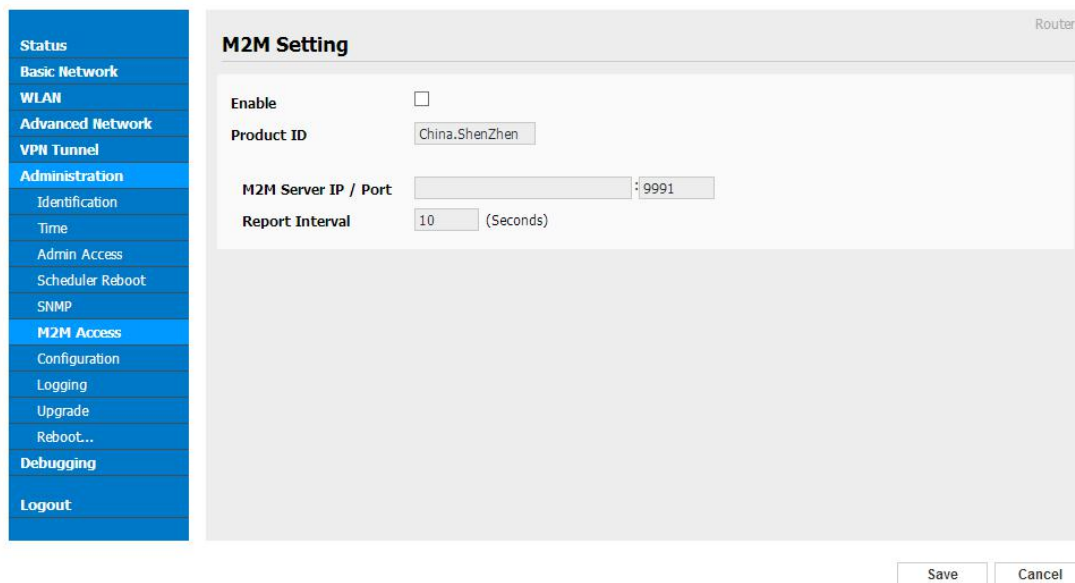 Router
Status
Basic Network
WLAN
Advanced Network
VPN Tunnel
Administration
Identification
Time
Admin Access
Scheduler Reboot
SNMP
M2M Access
Configuration
Logging
Upgrade
Reboot...
Debugging
Logout
M2M Setting
Enable
Product ID China.ShenZhen
M2M Server IP / Port : 9991
Report Interval 10 (Seconds)
Save Cancel